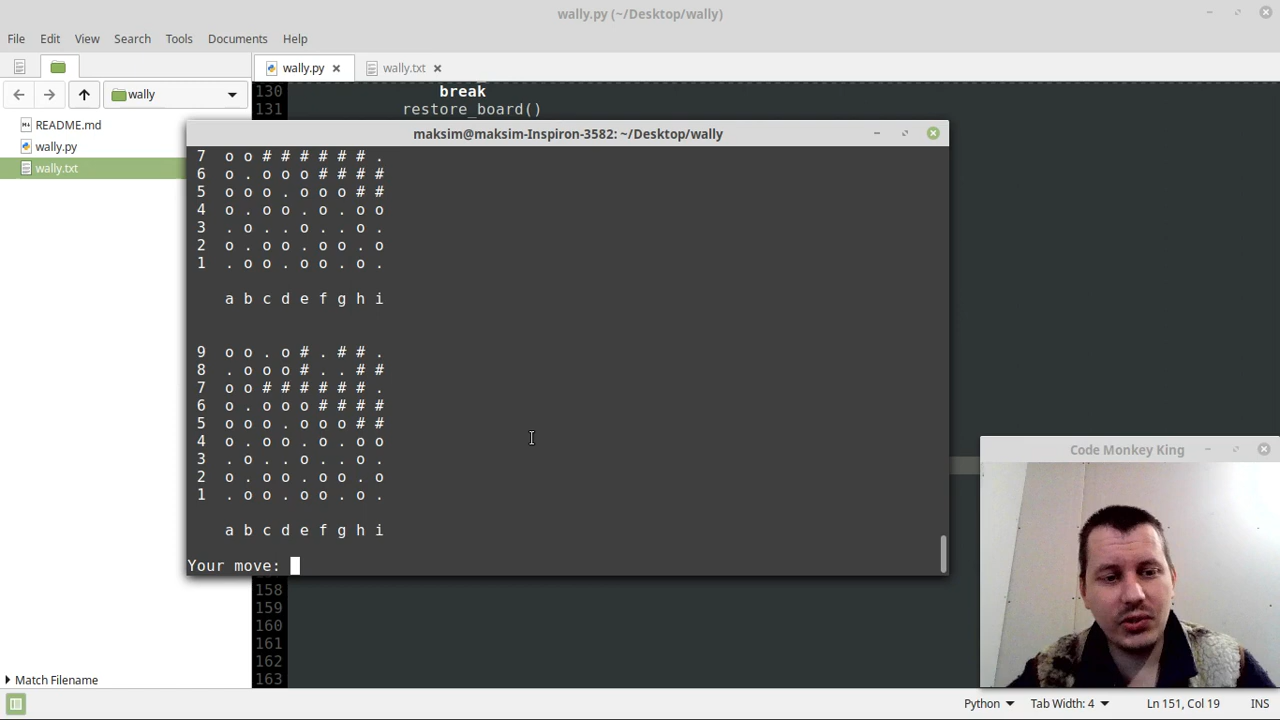 wally.py (~/Desktop/wally)
File Edit View Search Tools Documents Help
wally.py
wally.txt
wally
README.md
wally.py
wally.txt
130 break
131 restore_board()
maksim@maksim-Inspiron-3582: ~/Desktop/wally
7 o o # # # # # # .
6 o . o o o # # # #
5 o o o . o o o # #
4 o . o o . o . o o
3 . o . . o . . o .
2 o . o o . o o . o
1 . o o . o o . o .
a b c d e f g h i
9 o o . o # . # # .
8 . o o o # . . # #
7 o o # # # # # # .
6 o . o o o # # # #
5 o o o . o o o # #
4 o . o o . o . o o
3 . o . . o . . o .
2 o . o o . o o . o
1 . o o . o o . o .
a b c d e f g h i
Your move:
158
159
160
161
162
163
Code Monkey King
Match Filename
Python Tab Width: 4 Ln 151, Col 19 INS